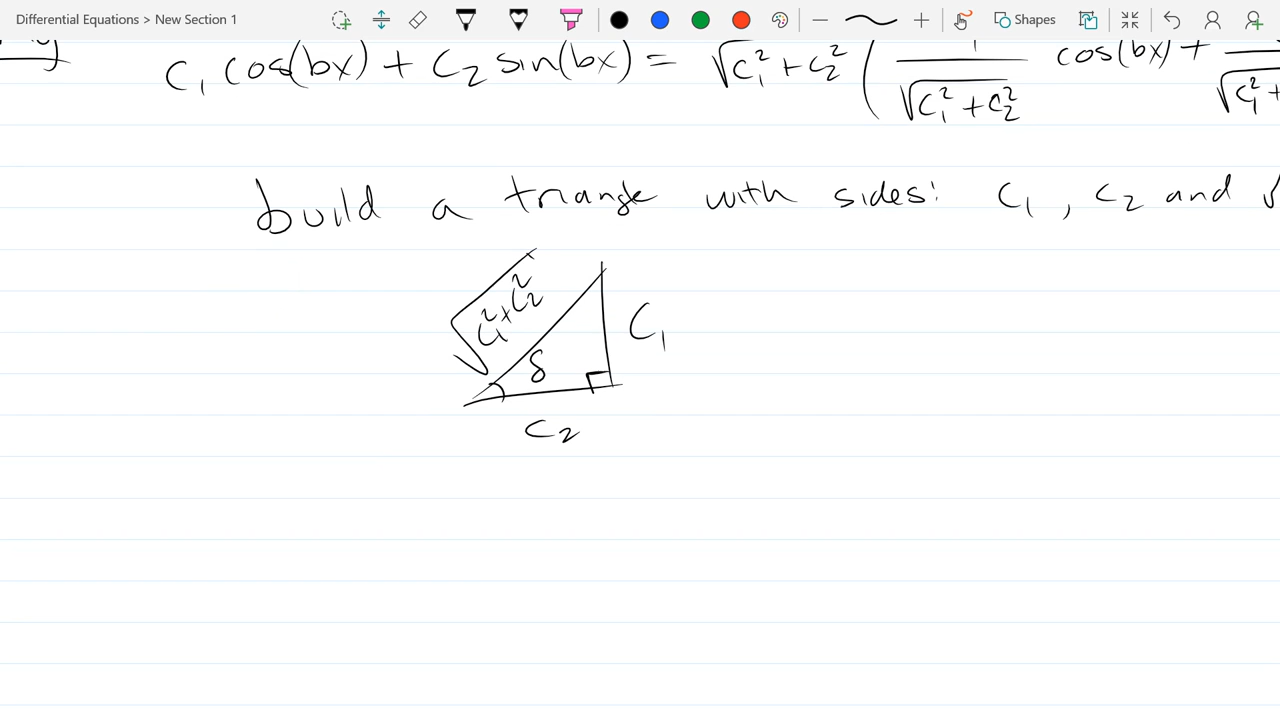 Differential Equations > New Section 1
Shapes
c₁ cos(bx) + c₂ sin(bx) = √c₁² + c₂² ( / √c₁² + c₂² cos(bx) + √c₁² +
build a triangle with sides: c₁, c₂ and √
√c₁² + c₂²
C₁
δ
c₂